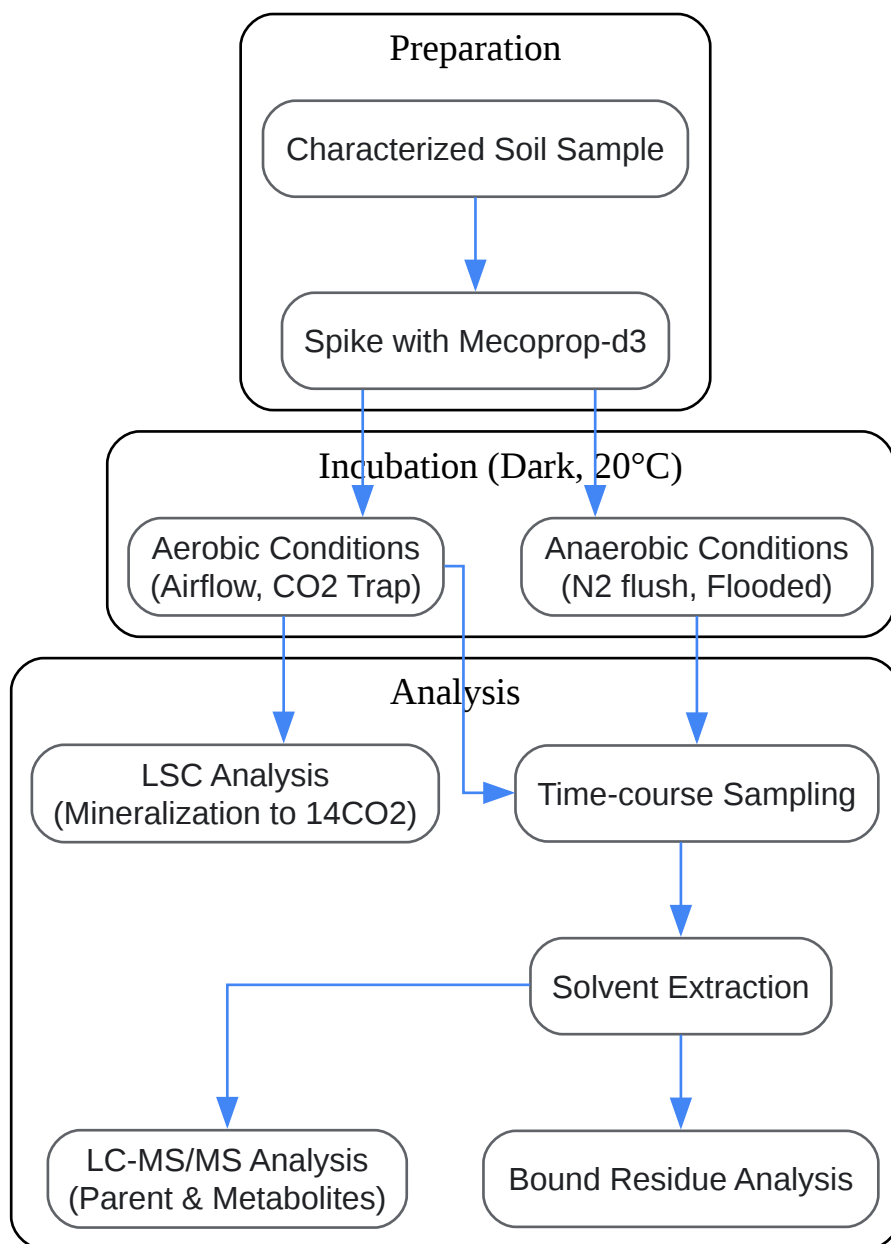 Preparation
Characterized Soil Sample
Spike with Mecoprop-d3
Incubation (Dark, 20°C)
Aerobic Conditions
(Airflow, CO2 Trap)
Anaerobic Conditions
(N2 flush, Flooded)
Analysis
LSC Analysis
(Mineralization to 14CO2)
Time-course Sampling
Solvent Extraction
LC-MS/MS Analysis
(Parent & Metabolites)
Bound Residue Analysis